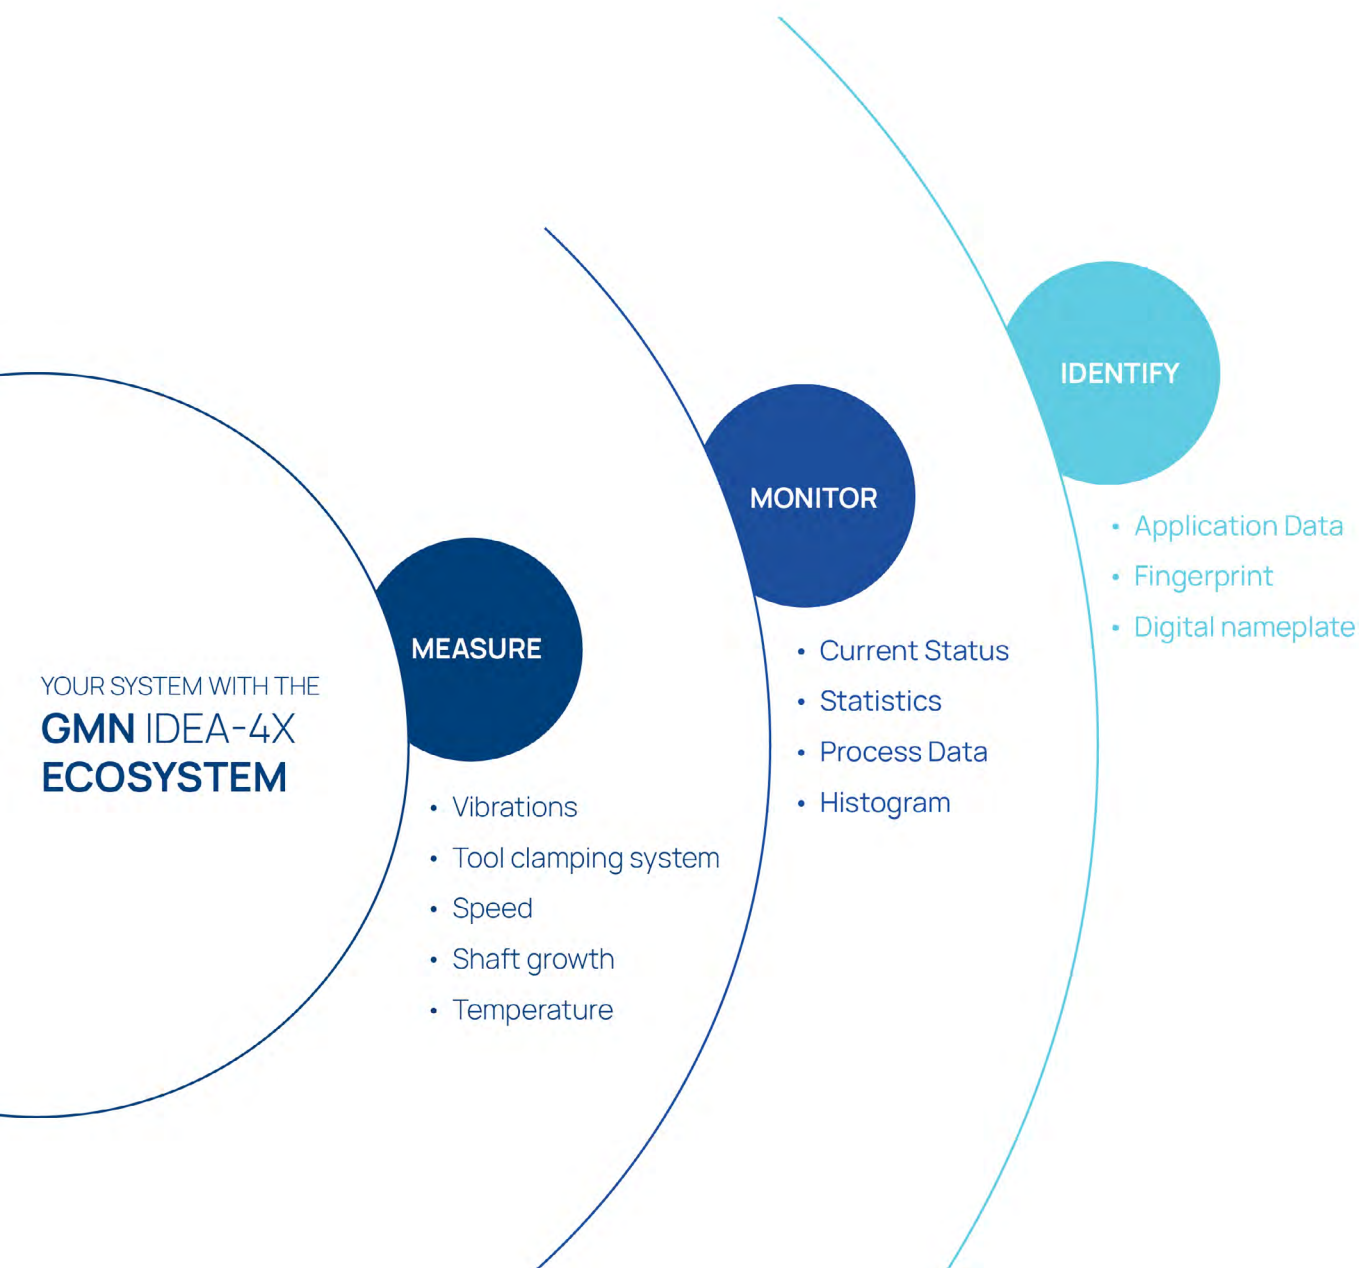 YOUR SYSTEM WITH THE
GMN IDEA-4X
ECOSYSTEM
MEASURE
• Vibrations
• Tool clamping system
• Speed
• Shaft growth
• Temperature
MONITOR
• Current Status
• Statistics
• Process Data
• Histogram
IDENTIFY
• Application Data
• Fingerprint
• Digital nameplate